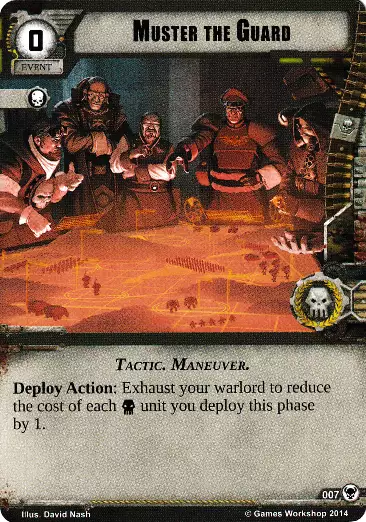 0
MUSTER THE GUARD
EVENT
TACTIC. MANEUVER.
Deploy Action: Exhaust your warlord to reduce
the cost of each unit you deploy this phase
by 1.
007
Illus. David Nash
© Games Workshop 2014